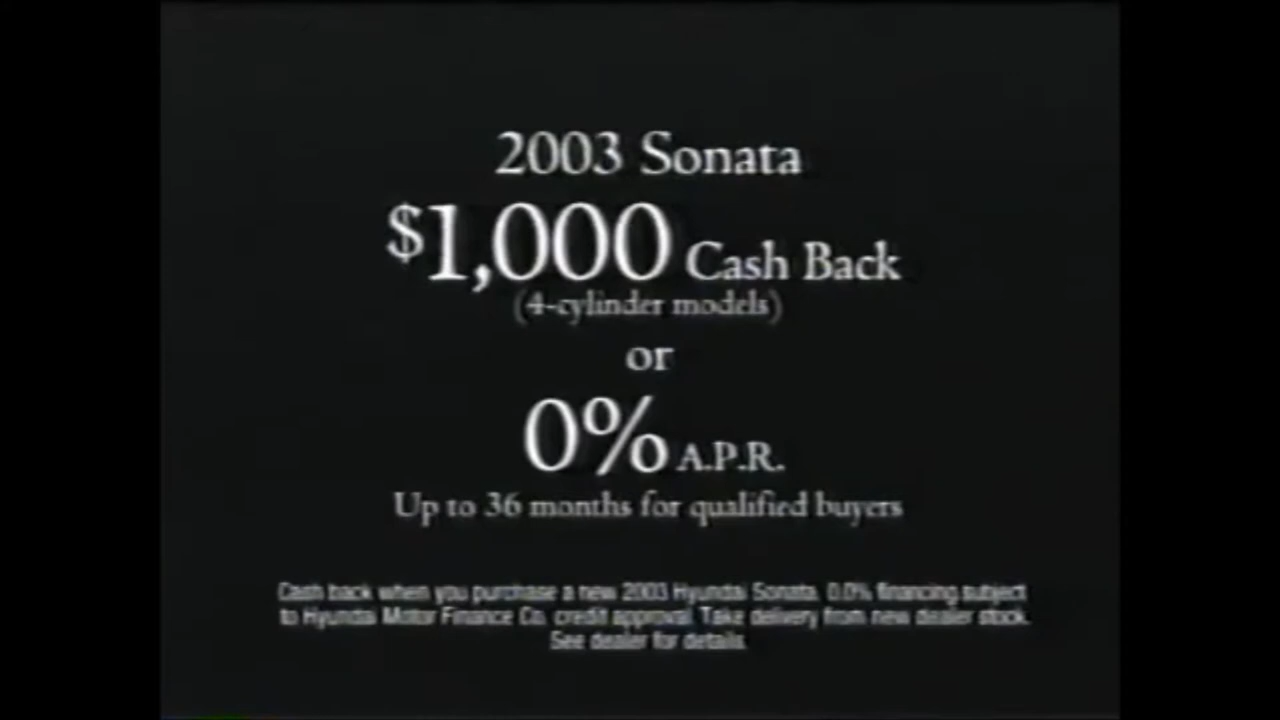 2003 Sonata
$1,000 Cash Back
(4-cylinder models)
or
0% A.P.R.
Up to 36 months for qualified buyers
Cash back when you purchase a new 2003 Hyundai Sonata. 0.0% financing subject
to Hyundai Motor Finance Co. credit approval. Take delivery from new dealer stock.
See dealer for details.